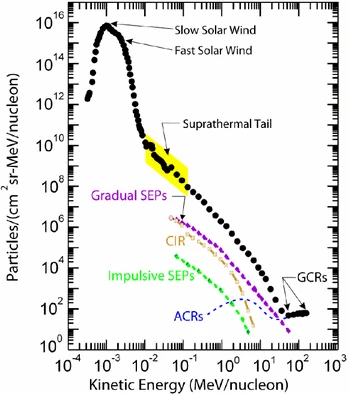 10^16
10^14
10^12
10^10
10^8
10^6
10^4
10^2
10^0
Particles/(cm^2 sr-MeV/nucleon)
Slow Solar Wind
Fast Solar Wind
Suprathermal Tail
Gradual SEPs
CIR
Impulsive SEPs
GCRs
ACRs
10^-4 10^-3 10^-2 10^-1 10^0 10^1 10^2 10^3
Kinetic Energy (MeV/nucleon)